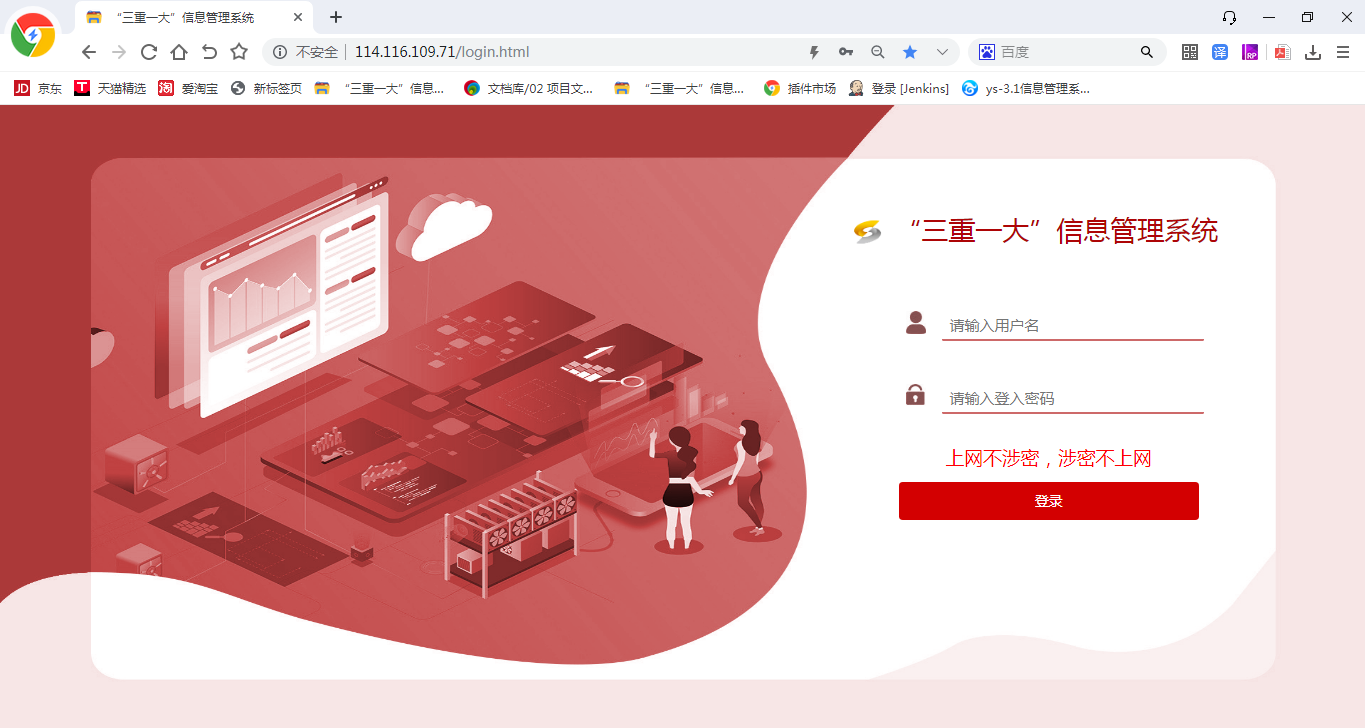 “三重一大”信息管理系统
不安全 114.116.109.71/login.html 百度
京东 天猫精选 爱淘宝 新标签页 “三重一大”信息... 文档库/02 项目文... “三重一大”信息... 插件市场 登录 [Jenkins] ys-3.1信息管理系...
“三重一大”信息管理系统
请输入用户名
请输入登入密码
上网不涉密，涉密不上网
登录